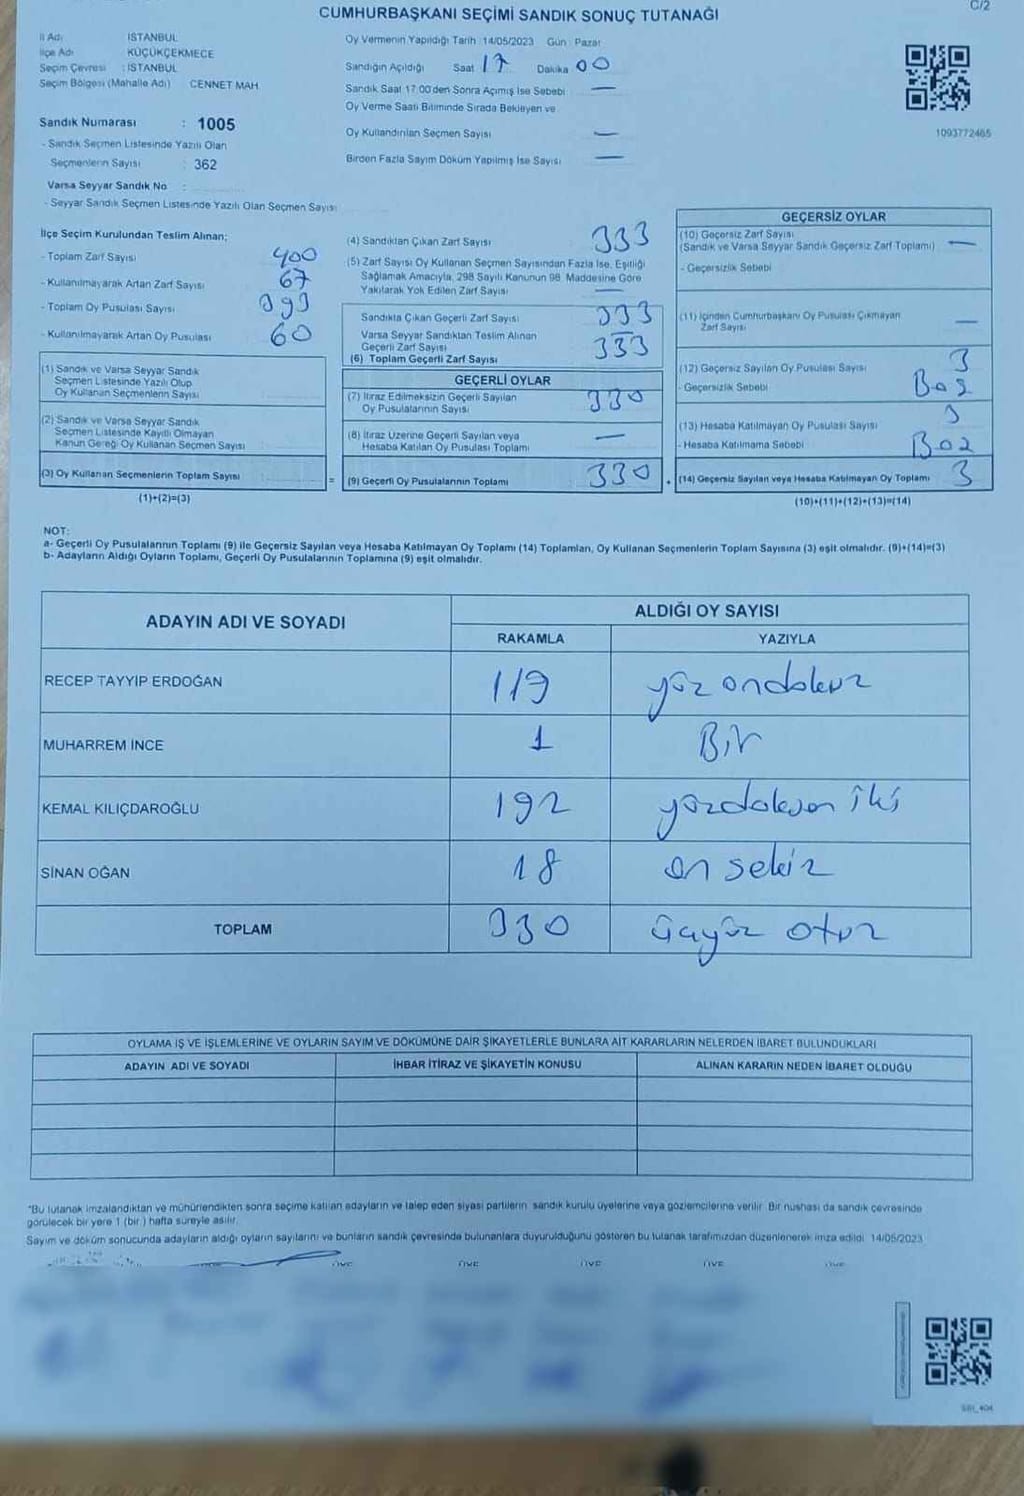 C/2
CUMHURBAŞKANI SEÇİMİ SANDIK SONUÇ TUTANAĞI
İl Adı İSTANBUL
İlçe Adı KÜÇÜKÇEKMECE
Seçim Çevresi : İSTANBUL
Seçim Bölgesi (Mahalle Adı) CENNET MAH
Sandık Numarası : 1005
- Sandık Seçmen Listesinde Yazılı Olan
Seçmenlerin Sayısı : 362
Varsa Seyyar Sandık No :
- Seyyar Sandık Seçmen Listesinde Yazılı Olan Seçmen Sayısı
Oy Vermenin Yapıldığı Tarih : 14/05/2023 Gün : Pazar
Sandığın Açıldığı Saat 17 Dakika 00
Sandık Saat 17:00'den Sonra Açımış İse Sebebi —
Oy Verme Saati Bitiminde Sırada Bekleyen ve
Oy Kullandırılan Seçmen Sayısı —
Birden Fazla Sayım Döküm Yapılmış İse Sayısı —
1093772465
İlçe Seçim Kurulundan Teslim Alınan;
- Toplam Zarf Sayısı 400
- Kullanılmayarak Artan Zarf Sayısı 67
- Toplam Oy Pusulası Sayısı 393
- Kullanılmayarak Artan Oy Pusulası 60
(1) Sandık ve Varsa Seyyar Sandık
Seçmen Listesinde Yazılı Olup
Oy Kullanan Seçmenlerin Sayısı
(2) Sandık ve Varsa Seyyar Sandık
Seçmen Listesinde Kayıtlı Olmayan
Kanun Gereği Oy Kullanan Seçmen Sayısı
(3) Oy Kullanan Seçmenlerin Toplam Sayısı =
(1)+(2)=(3)
(4) Sandıktan Çıkan Zarf Sayısı 333
(5) Zarf Sayısı Oy Kullanan Seçmen Sayısından Fazla İse, Eşitliği
Sağlamak Amacıyla, 298 Sayılı Kanunun 98. Maddesine Göre
Yakılarak Yok Edilen Zarf Sayısı —
Sandıkta Çıkan Geçerli Zarf Sayısı 333
Varsa Seyyar Sandıktan Teslim Alınan
Geçerli Zarf Sayısı —
(6) Toplam Geçerli Zarf Sayısı 333
GEÇERLİ OYLAR
(7) İtiraz Edilmeksizin Geçerli Sayılan
Oy Pusulalarının Sayısı 330
(8) İtiraz Üzerine Geçerli Sayılan veya
Hesaba Katılan Oy Pusulası Toplamı —
(9) Geçerli Oy Pusulalarının Toplamı 330 +
GEÇERSİZ OYLAR
(10) Geçersiz Zarf Sayısı
(Sandık ve Varsa Seyyar Sandık Geçersiz Zarf Toplamı) —
- Geçersizlik Sebebi
(11) İçinden Cumhurbaşkanı Oy Pusulası Çıkmayan
Zarf Sayısı —
(12) Geçersiz Sayılan Oy Pusulası Sayısı 3
- Geçersizlik Sebebi Boş
(13) Hesaba Katılmayan Oy Pusulası Sayısı 3
- Hesaba Katılmama Sebebi Boş
(14) Geçersiz Sayılan veya Hesaba Katılmayan Oy Toplamı 3
(10)+(11)+(12)+(13)=(14)
NOT:
a- Geçerli Oy Pusulalarının Toplamı (9) ile Geçersiz Sayılan veya Hesaba Katılmayan Oy Toplamı (14) Toplamları, Oy Kullanan Seçmenlerin Toplam Sayısına (3) eşit olmalıdır. (9)+(14)=(3)
b- Adayların Aldığı Oyların Toplamı, Geçerli Oy Pusulalarının Toplamına (9) eşit olmalıdır.
ADAYIN ADI VE SOYADI ALDIĞI OY SAYISI
RAKAMLA YAZIYLA
RECEP TAYYIP ERDOĞAN 119 yüz ondokuz
MUHARREM İNCE 1 Bir
KEMAL KILIÇDAROĞLU 192 yüzdoksan iki
SİNAN OĞAN 18 on sekiz
TOPLAM 330 üçyüz otuz
OYLAMA İŞ VE İŞLEMLERİNE VE OYLARIN SAYIM VE DÖKÜMÜNE DAİR ŞİKAYETLERLE BUNLARA AİT KARARLARIN NELERDEN İBARET BULUNDUKLARI
ADAYIN ADI VE SOYADI İHBAR İTİRAZ VE ŞİKAYETİN KONUSU ALINAN KARARIN NEDEN İBARET OLDUĞU
*Bu tutanak imzalandıktan ve mühürlendikten sonra seçime katılan adayların ve talep eden siyasi partilerin sandık kurulu üyelerine veya gözlemcilerine verilir. Bir nushası da sandık çevresinde
görülecek bir yere 1 (bir ) hafta süreyle asılır.
Sayım ve döküm sonucunda adayların aldığı oyların sayılarını ve bunların sandık çevresinde bulunanlara duyurulduğunu gösteren bu tutanak tarafımızdan düzenlenerek imza edildi. 14/05/2023
ÜYE ÜYE ÜYE ÜYE ÜYE